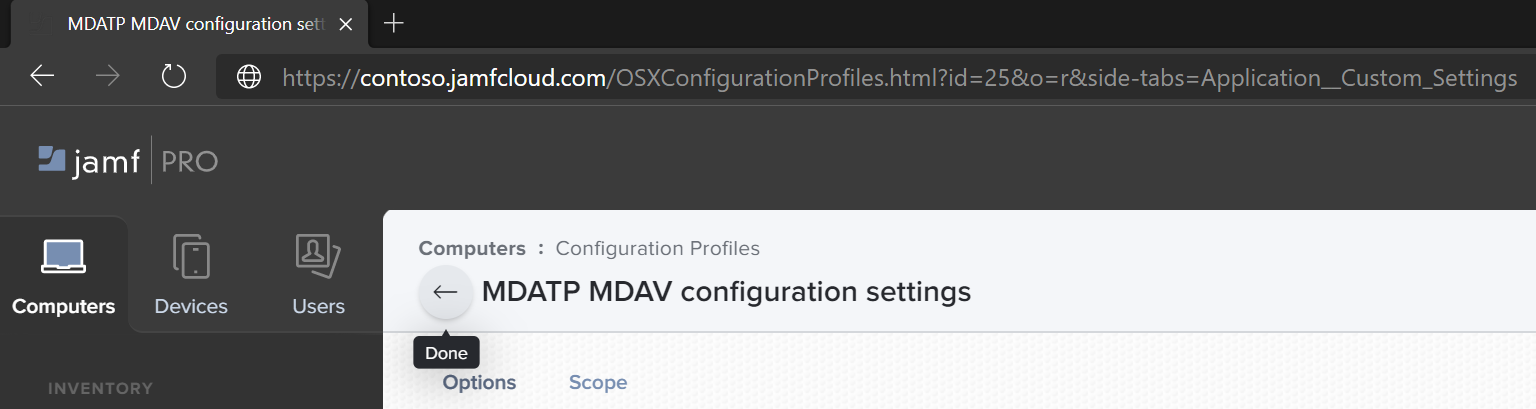 MDATP MDAV configuration sett
https://contoso.jamfcloud.com/OSXConfigurationProfiles.html?id=25&o=r&side-tabs=Application__Custom_Settings
jamf PRO
Computers Devices Users
Computers : Configuration Profiles
MDATP MDAV configuration settings
Done
Options Scope
INVENTORY